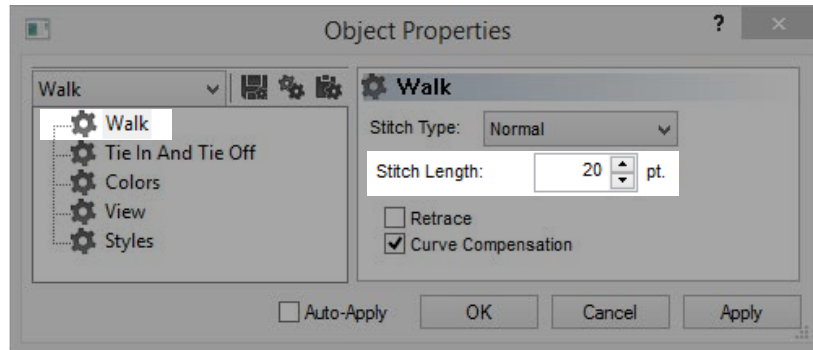 Object Properties ?
Walk
Walk
Tie In And Tie Off
Colors
View
Styles
Walk
Stitch Type: Normal
Stitch Length: 20 pt.
Retrace
Curve Compensation
Auto-Apply OK Cancel Apply